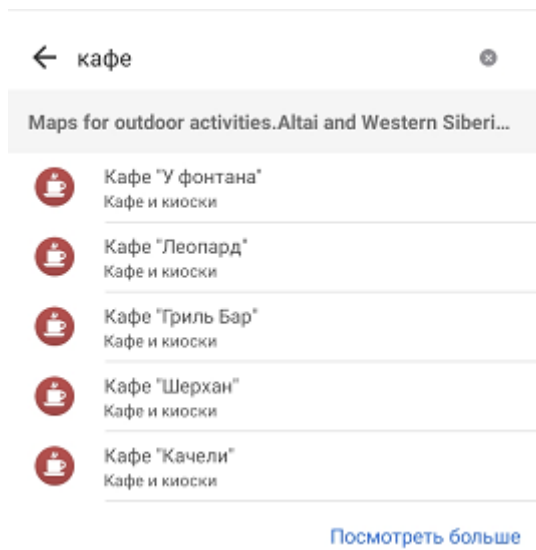 кафе
Maps for outdoor activities.Altai and Western Siberi...
Кафе "У фонтана"
Кафе и киоски
Кафе "Леопард"
Кафе и киоски
Кафе "Гриль Бар"
Кафе и киоски
Кафе "Шерхан"
Кафе и киоски
Кафе "Качели"
Кафе и киоски
Посмотреть больше